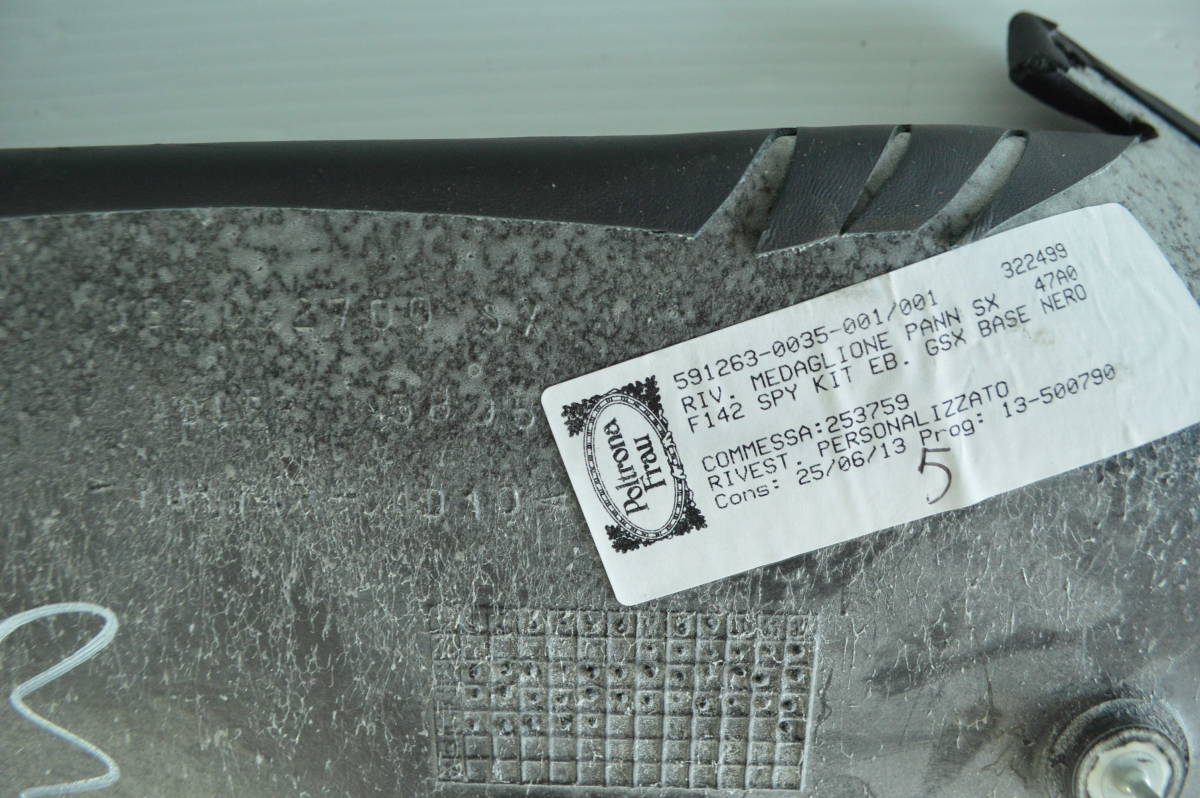 Poltrona
Frau
591263-0035-001/001 322499
RIV. MEDAGLIONE PANN SX 47A0
F142 SPY KIT EB. GSX BASE NERO
COMMESSA:253759
RIVEST. PERSONALIZZATO
Cons: 25/06/13 Prog: 13-500790
5
SX